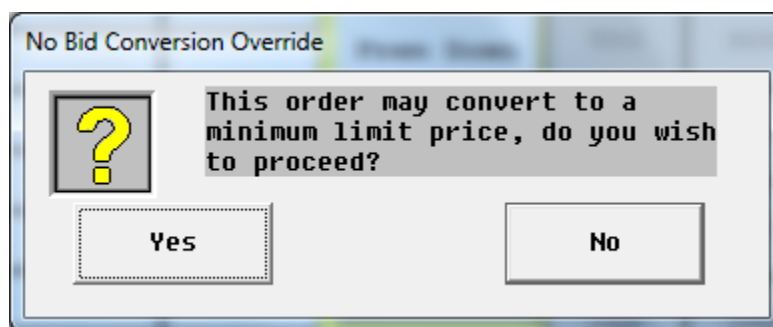 No Bid Conversion Override
This order may convert to a
minimum limit price, do you wish
to proceed?
Yes
No